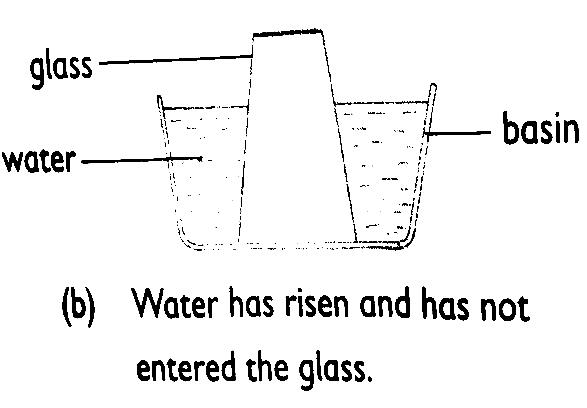 glass
basin
water
(b) Water has risen and has not
entered the glass.